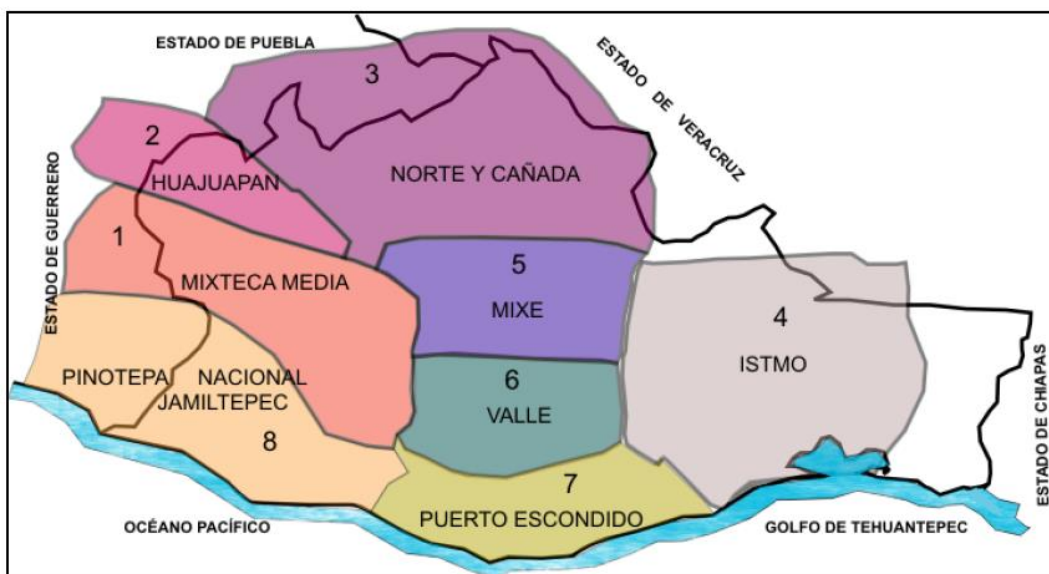 ESTADO DE PUEBLA
ESTADO DE VERACRUZ
3
2
NORTE Y CAÑADA
HUAJUAPAN
ESTADO DE GUERRERO
1
5
MIXTECA MEDIA
MIXE
4
ISTMO
6
PINOTEPA NACIONAL
JAMILTEPEC
VALLE
ESTADO DE CHIAPAS
8
7
PUERTO ESCONDIDO
OCÉANO PACÍFICO
GOLFO DE TEHUANTEPEC